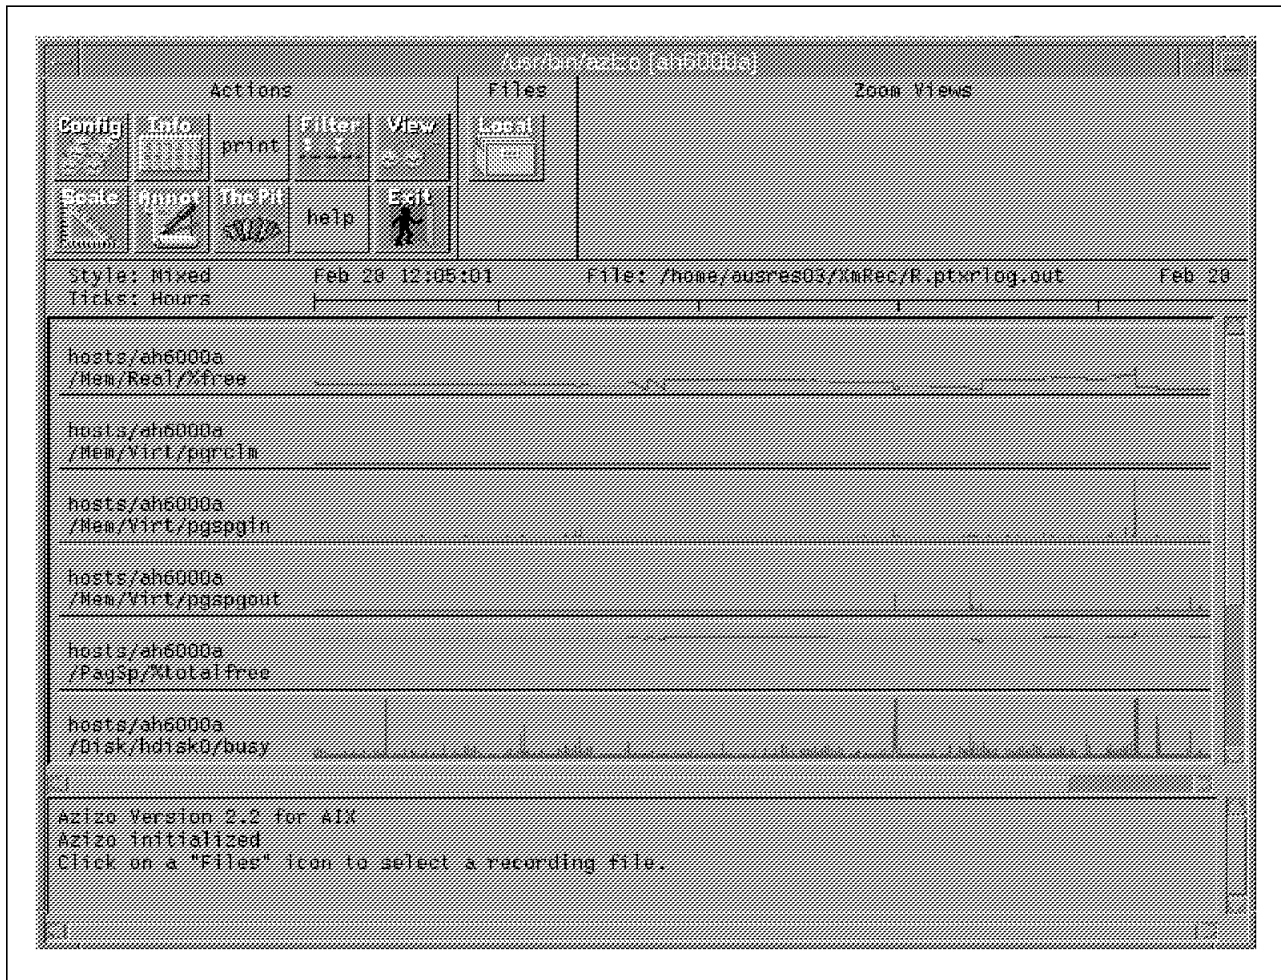 /usr/bin/azizo [ah6000s]
Actions
Files
Zoom Views
Config
Info
print
Filter
View
Local
Scale
Annot
The Pit
help
Exit
Style: Mixed
Feb 20 12:05:01
File: /home/ausres03/XmRec/R.ptxrlog.out
Feb 20
Ticks: Hours
hosts/ah6000a
/Mem/Real/%free
hosts/ah6000a
/Mem/Virt/pgrclm
hosts/ah6000a
/Mem/Virt/pgspgin
hosts/ah6000a
/Mem/Virt/pgspgout
hosts/ah6000a
/PagSp/%totalfree
hosts/ah6000a
/Disk/hdisk0/busy
Azizo Version 2.2 for AIX
Azizo initialized
Click on a "Files" icon to select a recording file.